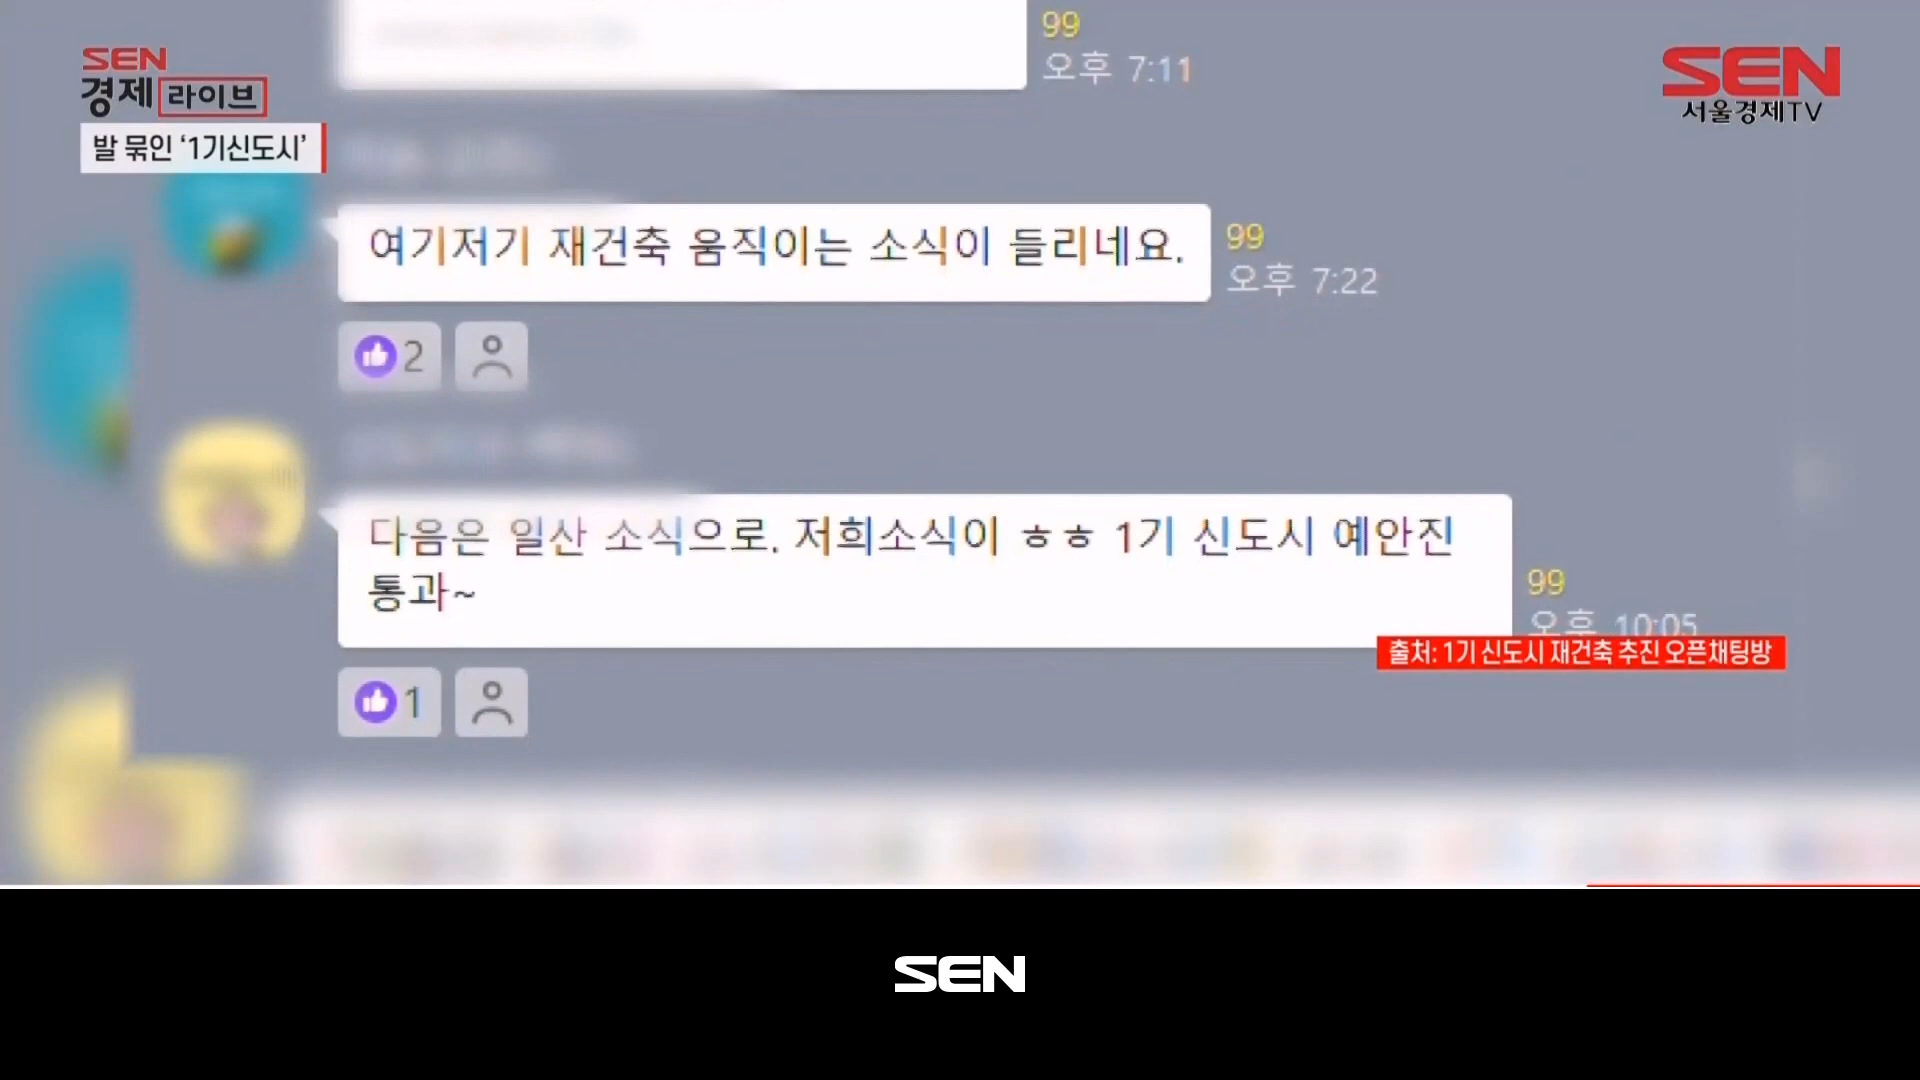 SEN
경제 라이브
발 묶인 ‘1기신도시’
SEN
서울경제TV
99
오후 7:11
여기저기 재건축 움직이는 소식이 들리네요.
99
오후 7:22
2
다음은 일산 소식으로. 저희소식이 ㅎㅎ 1기 신도시 예안진
통과~
99
오후 10:05
출처: 1기 신도시 재건축 추진 오픈채팅방
1
SEN